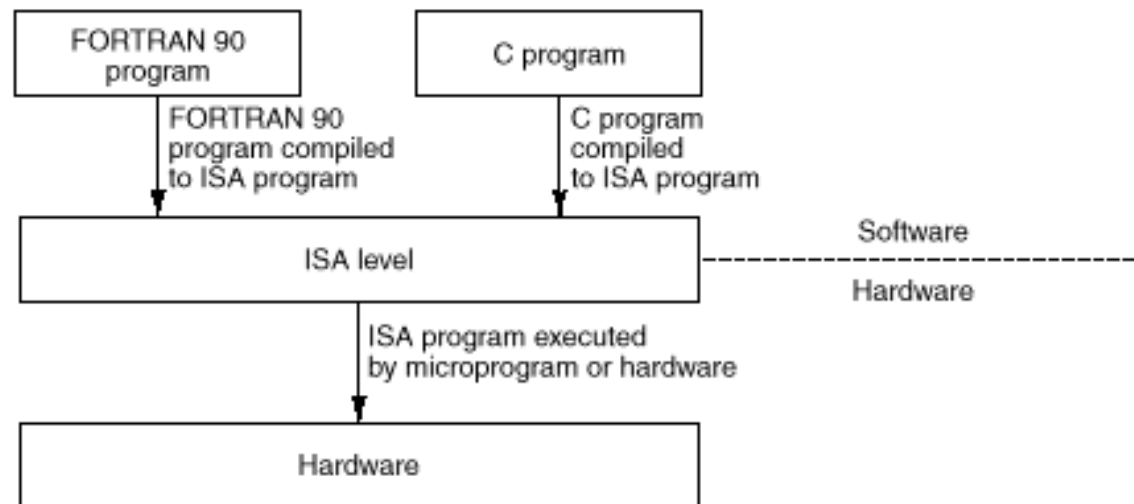 FORTRAN 90
program
C program
FORTRAN 90
program compiled
to ISA program
C program
compiled
to ISA program
ISA level
Software
Hardware
ISA program executed
by microprogram or hardware
Hardware